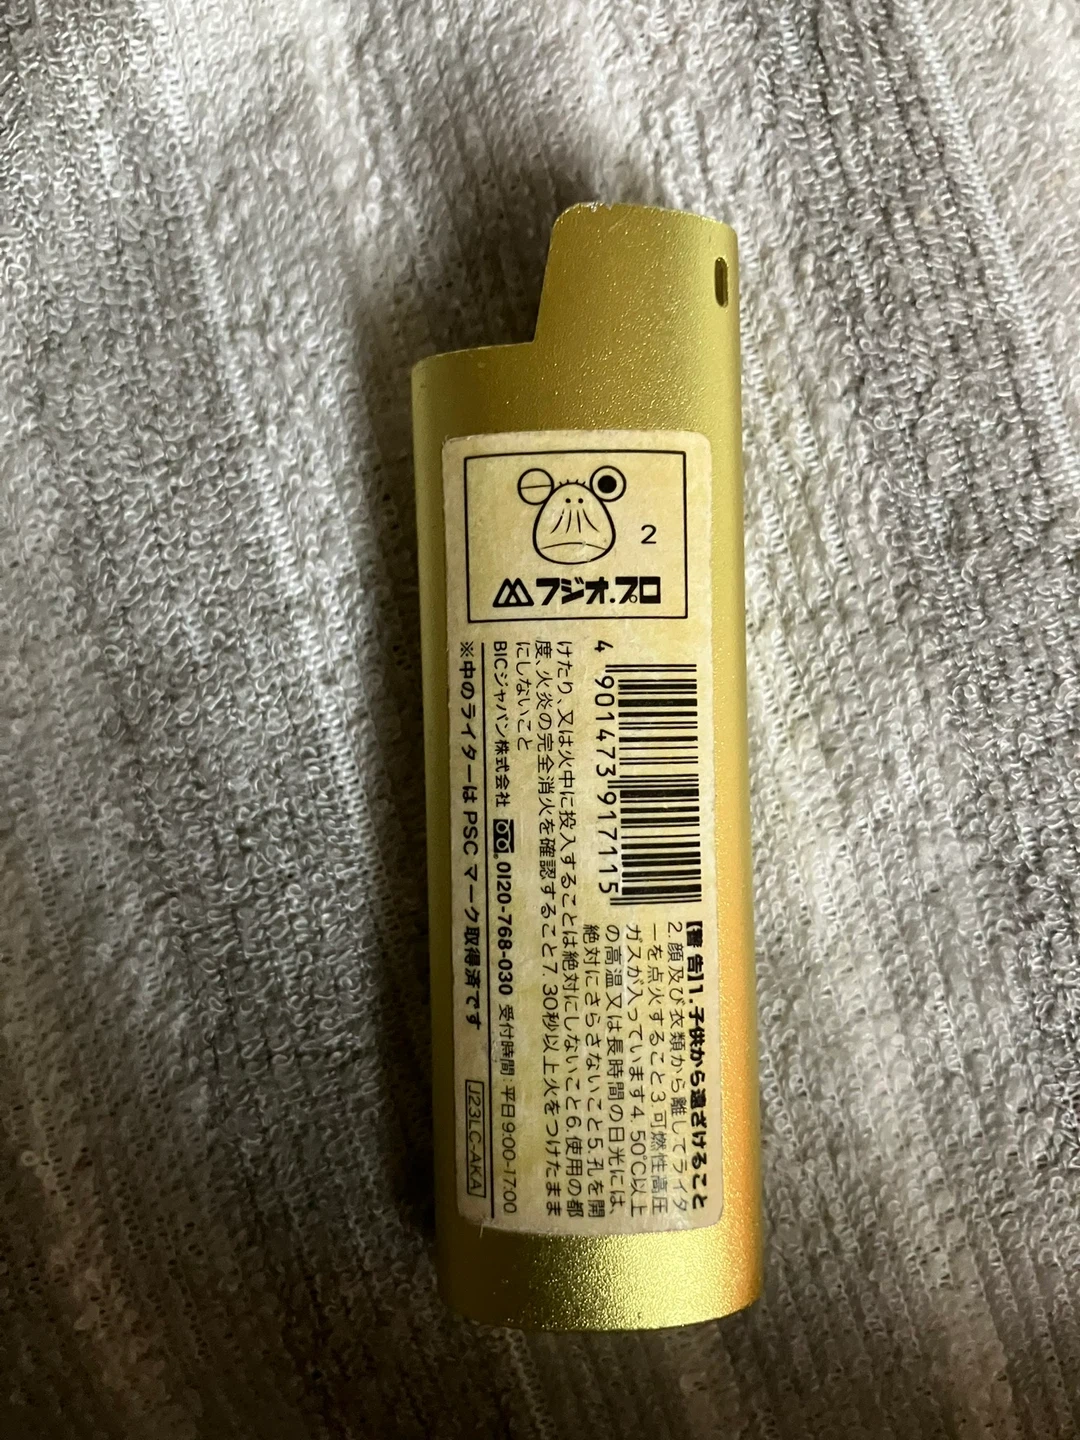 2
フジオ.プロ
4 901473 917115
【警 告】1.子供から遠ざけること
2.顔及び衣類から離してライタ
ーを点火すること3.可燃性高圧
ガスが入っています4.50℃以上
の高温又は長時間の日光には、
絶対にさらさないこと5.孔を開
けたり、又は火中に投入することは絶対にしないこと6.使用の都
度、火炎の完全消火を確認すること7.30秒以上火をつけたまま
にしないこと
BICジャパン株式会社 0120-768-030 受付時間:平日9:00-17:00
※中のライターは PSC マーク取得済です
J23LC-AKA